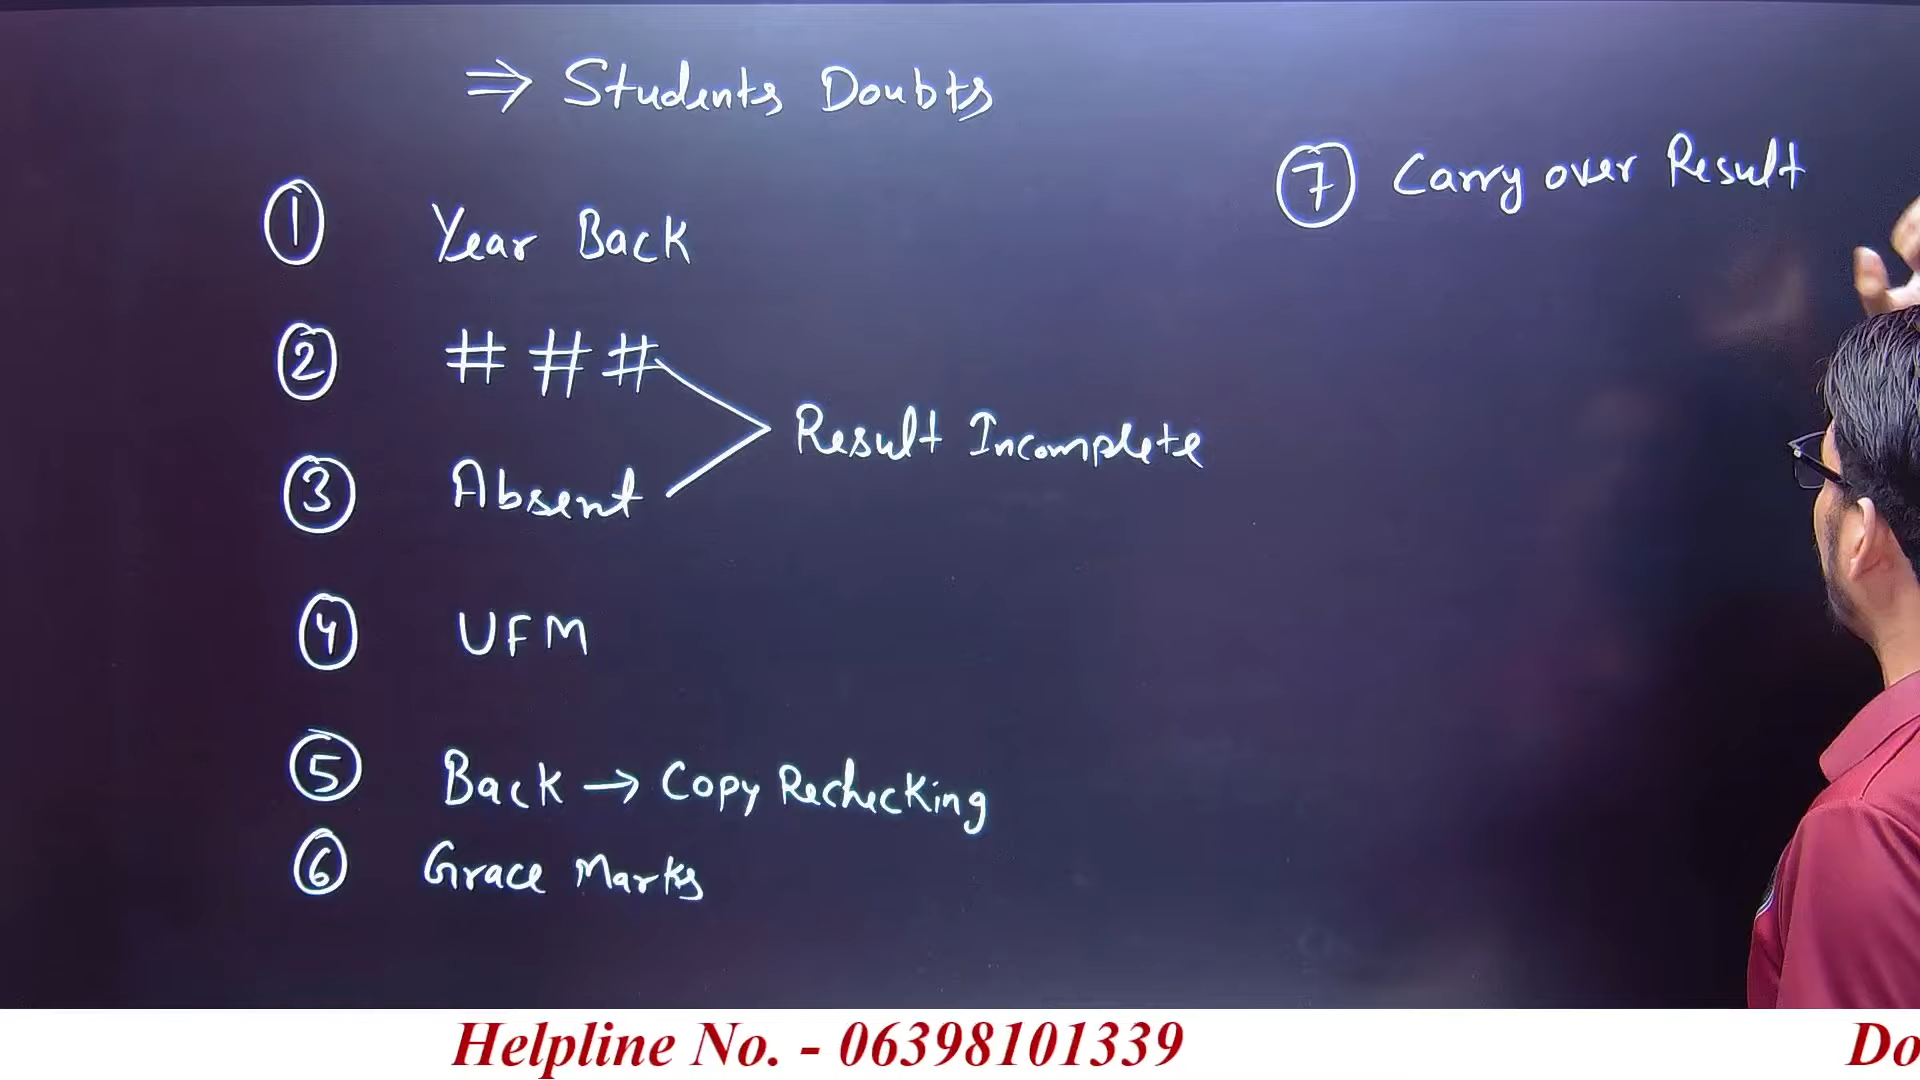 ⇒ Students Doubts
① Year Back
② # # #
③ Absent
Result Incomplete
④ UFM
⑤ Back → Copy Rechecking
⑥ Grace Marks
⑦ Carry over Result
Helpline No. - 06398101339
Do